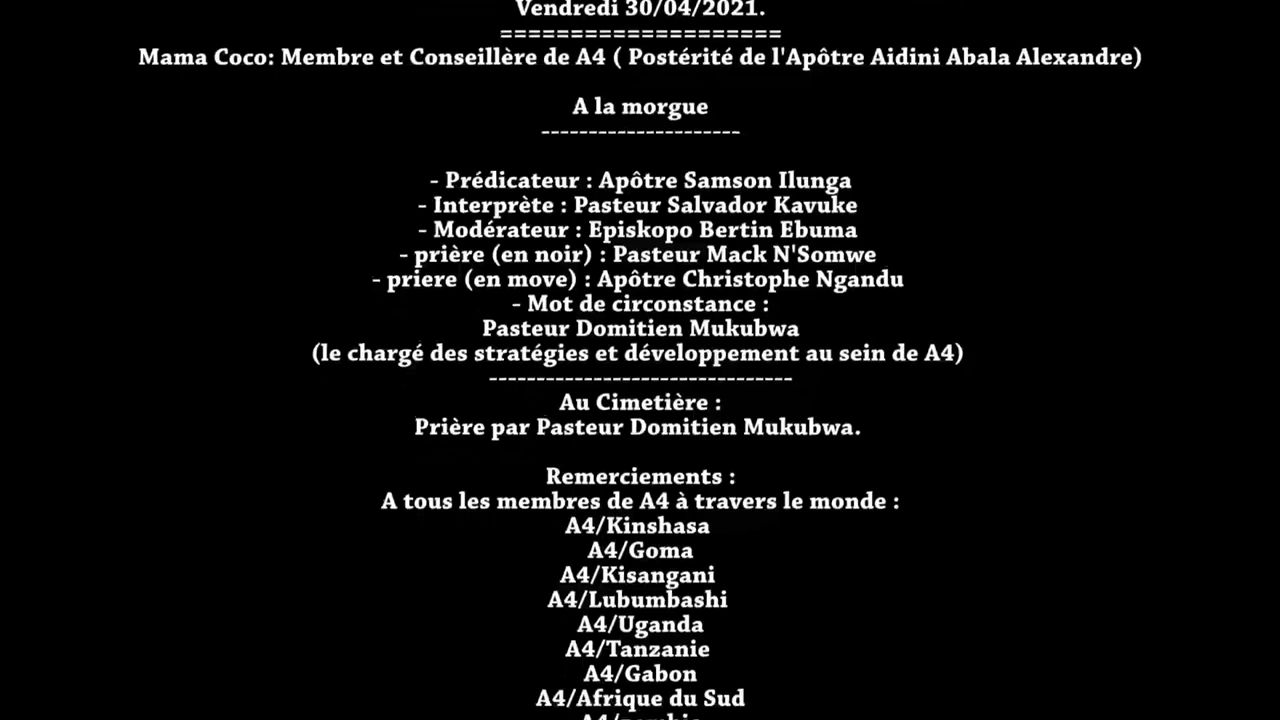 Vendredi 30/04/2021.
====================
Mama Coco: Membre et Conseillère de A4 ( Postérité de l'Apôtre Aidini Abala Alexandre)
A la morgue
---------------------
- Prédicateur : Apôtre Samson Ilunga
- Interprète : Pasteur Salvador Kavuke
- Modérateur : Episkopo Bertin Ebuma
- prière (en noir) : Pasteur Mack N'Somwe
- priere (en move) : Apôtre Christophe Ngandu
- Mot de circonstance :
Pasteur Domitien Mukubwa
(le chargé des stratégies et développement au sein de A4)
--------------------------------
Au Cimetière :
Prière par Pasteur Domitien Mukubwa.
Remerciements :
A tous les membres de A4 à travers le monde :
A4/Kinshasa
A4/Goma
A4/Kisangani
A4/Lubumbashi
A4/Uganda
A4/Tanzanie
A4/Gabon
A4/Afrique du Sud